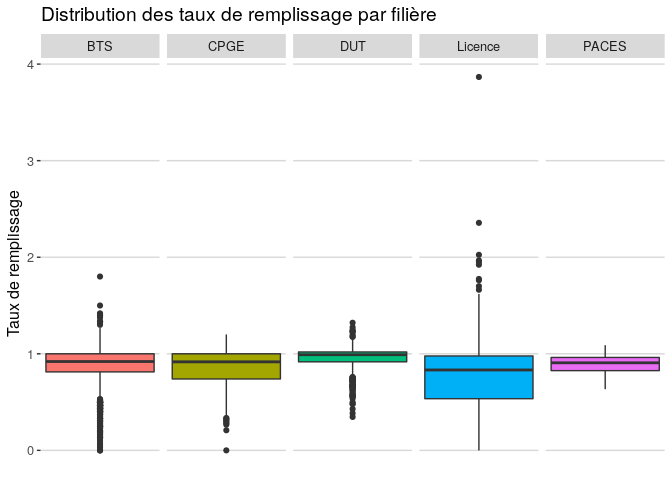 Distribution des taux de remplissage par filière
BTS CPGE DUT Licence PACES
Taux de remplissage
4
3
2
1
0